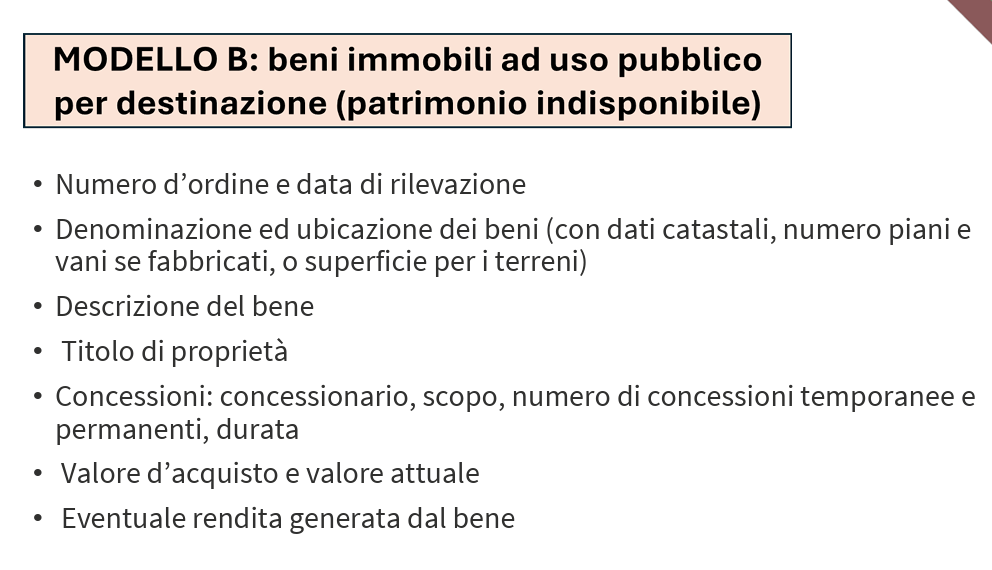 MODELLO B: beni immobili ad uso pubblico
per destinazione (patrimonio indisponibile)
• Numero d’ordine e data di rilevazione
• Denominazione ed ubicazione dei beni (con dati catastali, numero piani e
vani se fabbricati, o superficie per i terreni)
• Descrizione del bene
• Titolo di proprietà
• Concessioni: concessionario, scopo, numero di concessioni temporanee e
permanenti, durata
• Valore d’acquisto e valore attuale
• Eventuale rendita generata dal bene